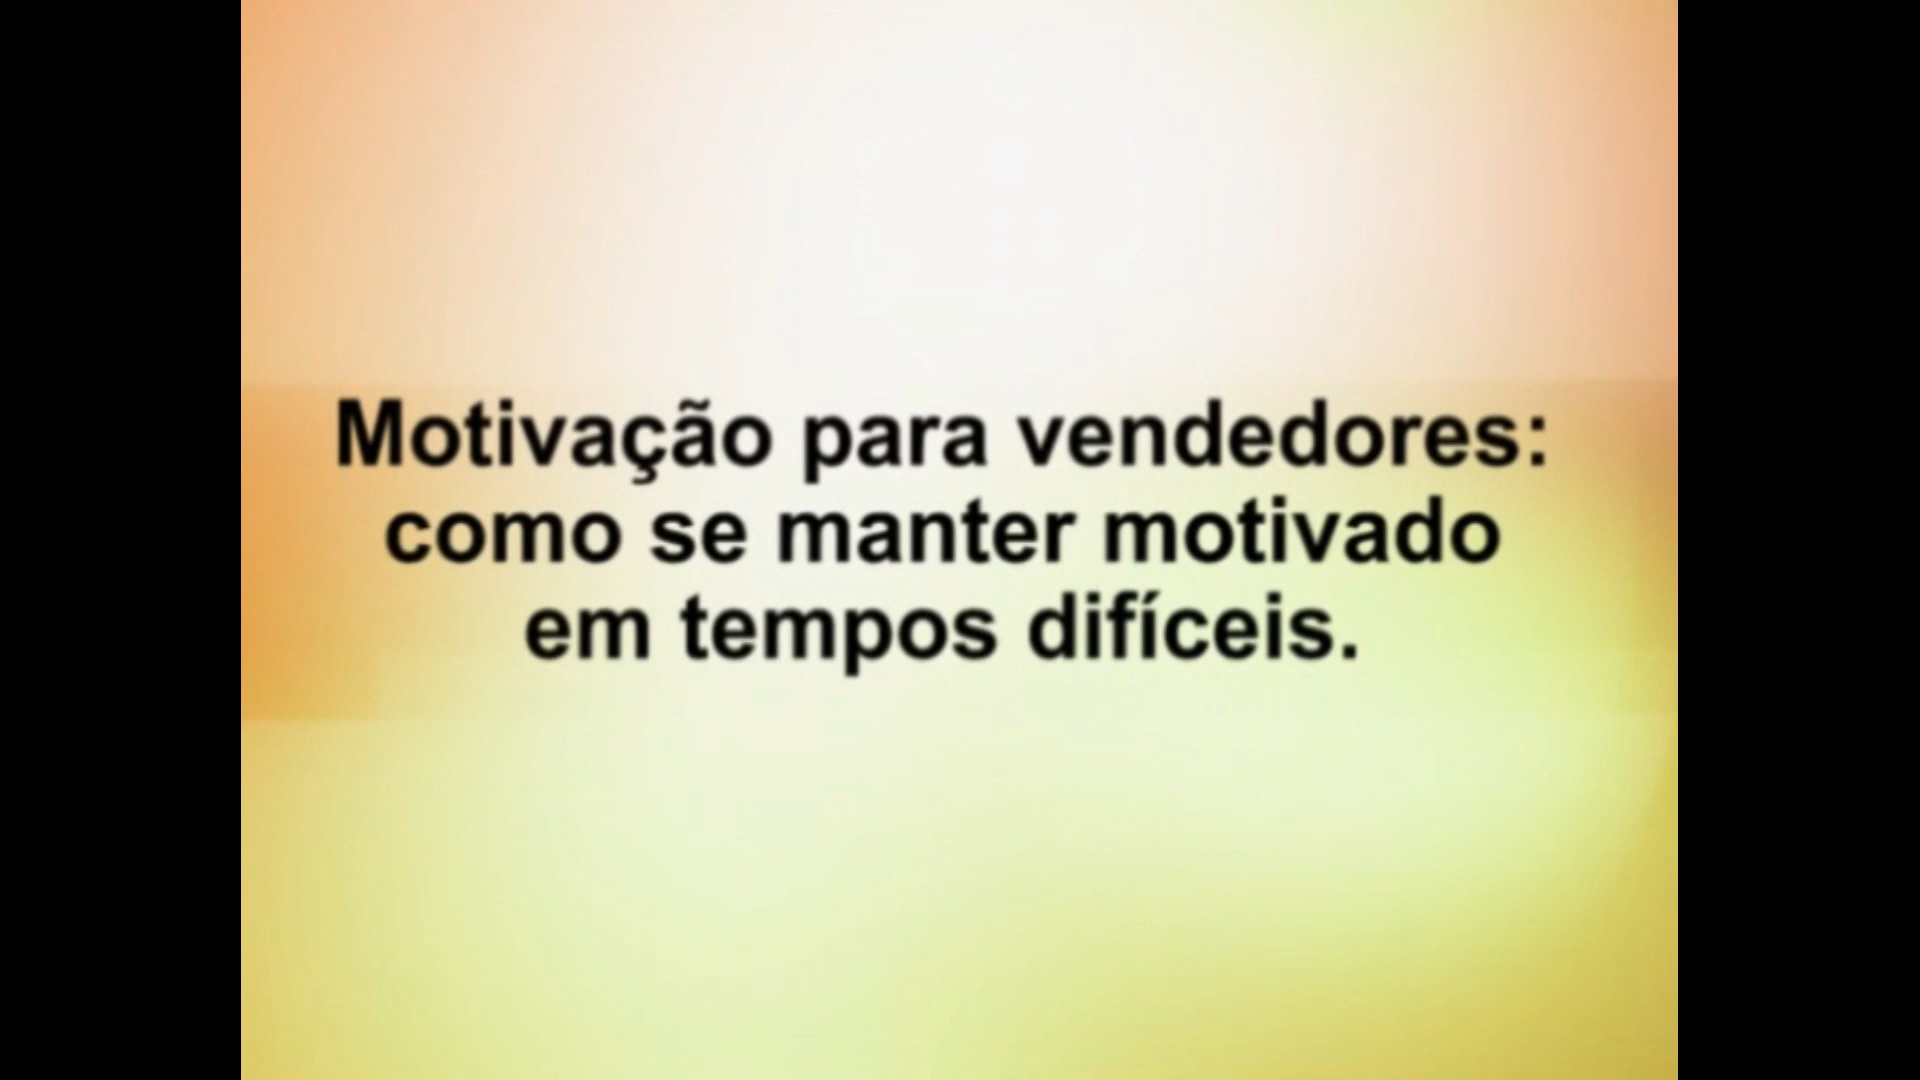 Motivação para vendedores:
como se manter motivado
em tempos difíceis.